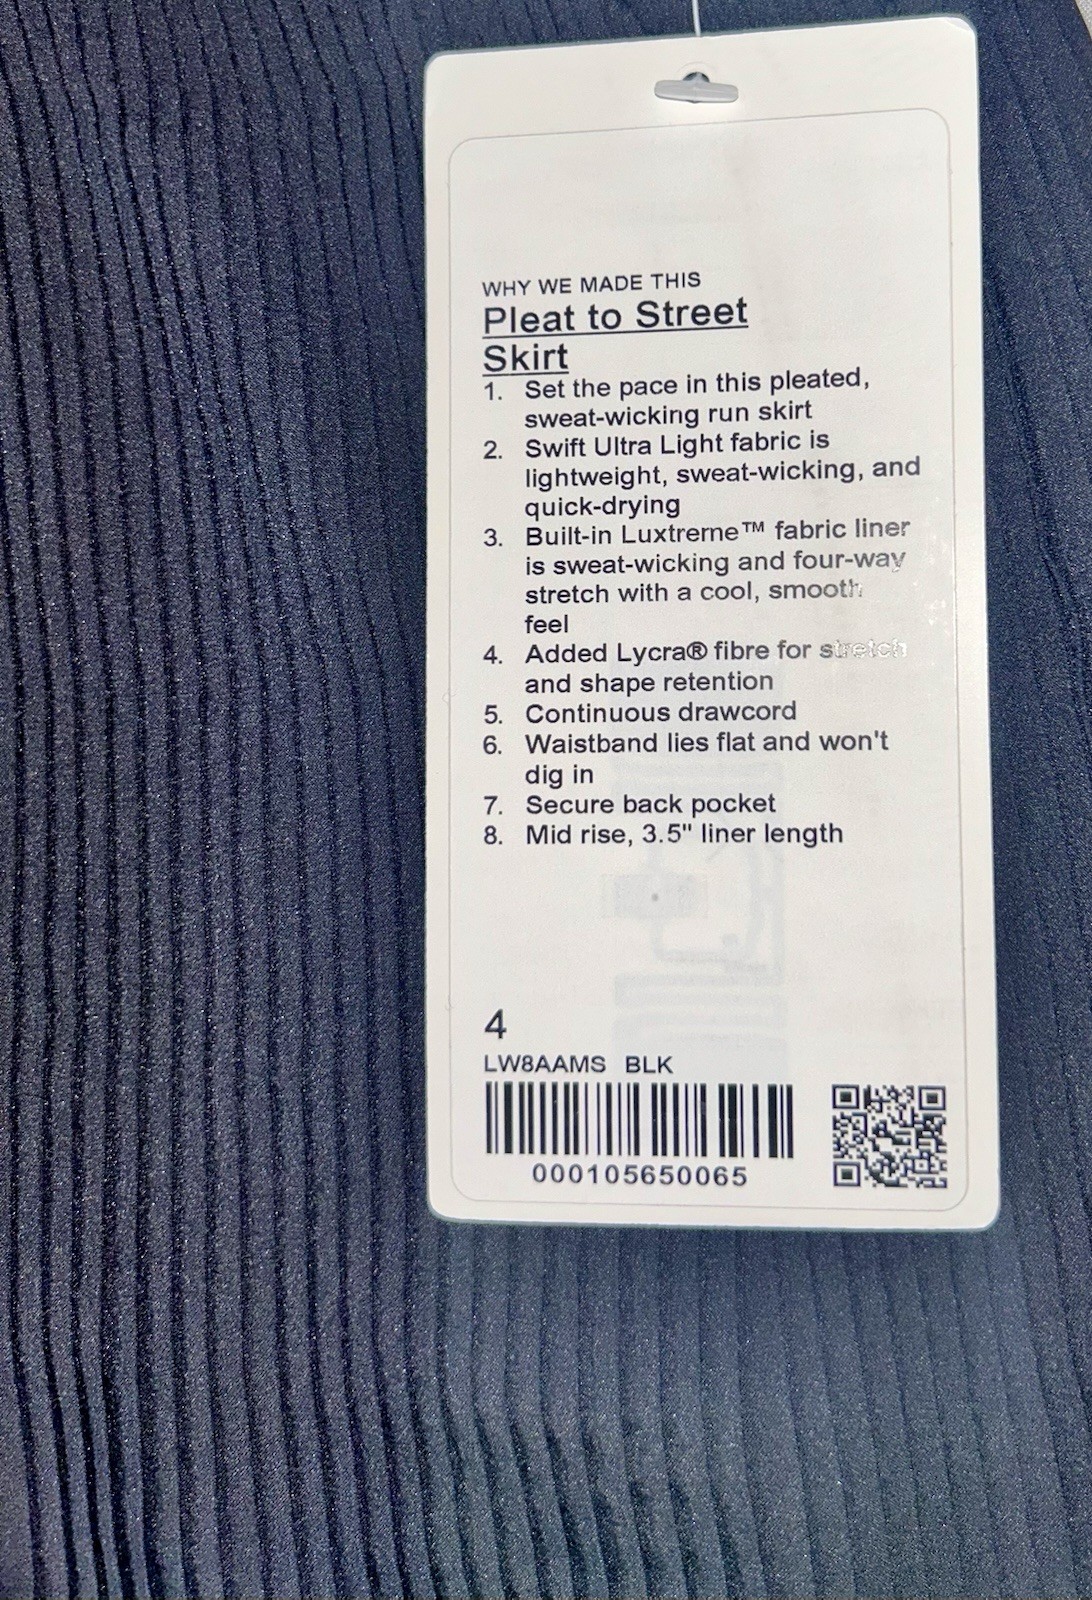 WHY WE MADE THIS
Pleat to Street
Skirt
1. Set the pace in this pleated,
sweat-wicking run skirt
2. Swift Ultra Light fabric is
lightweight, sweat-wicking, and
quick-drying
3. Built-in Luxtreme™ fabric liner
is sweat-wicking and four-way
stretch with a cool, smooth
feel
4. Added Lycra® fibre for stretch
and shape retention
5. Continuous drawcord
6. Waistband lies flat and won't
dig in
7. Secure back pocket
8. Mid rise, 3.5" liner length
4
LW8AAMS BLK
000105650065